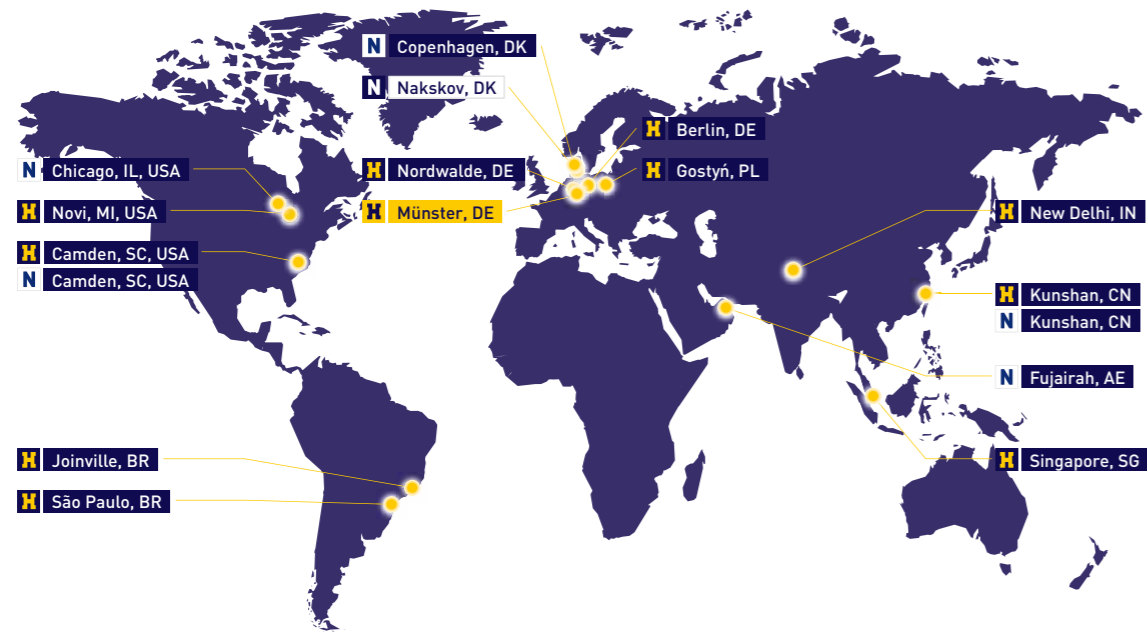 N Copenhagen, DK
N Nakskov, DK
H Berlin, DE
N Chicago, IL, USA
H Nordwalde, DE
H Gostyń, PL
H Novi, MI, USA
H Münster, DE
H New Delhi, IN
H Camden, SC, USA
N Camden, SC, USA
H Kunshan, CN
N Kunshan, CN
N Fujairah, AE
H Joinville, BR
H Singapore, SG
H São Paulo, BR